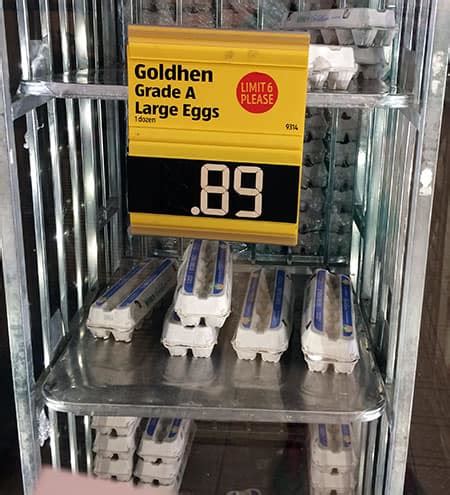 Goldhen
Grade A
Large Eggs
1 dozen
LIMIT 6
PLEASE
9314
.89